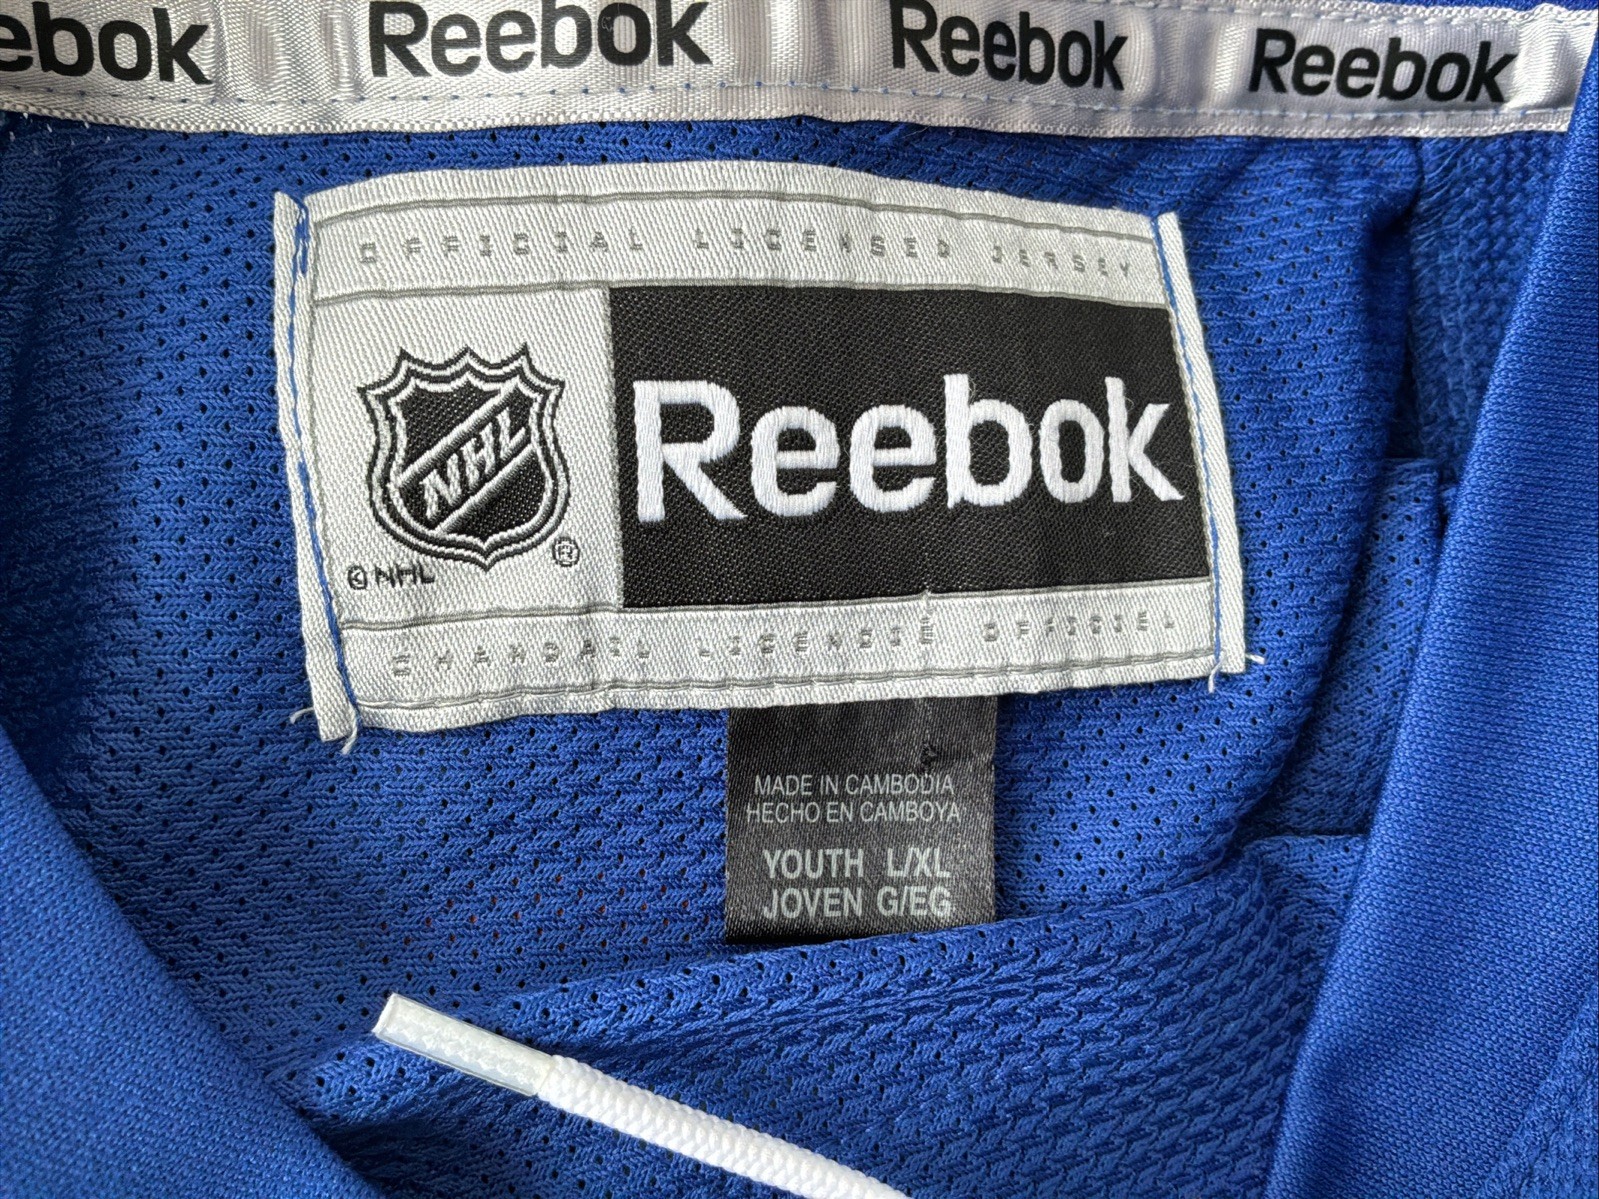 ebok Reebok Reebok Reebok
OFFICIAL LICENSED JERSEY
NHL
®
Reebok
© NHL
CHANDAIL LICENCIÉ OFFICIEL
MADE IN CAMBODIA
HECHO EN CAMBOYA
YOUTH L/XL
JOVEN G/EG